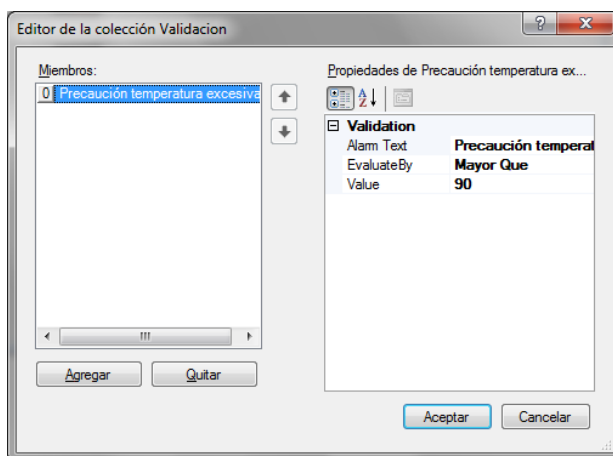 Editor de la colección Validacion
Miembros:
0 Precaución temperatura excesiva
Propiedades de Precaución temperatura ex...
Validation
Alarm Text Precaución temperat
EvaluateBy Mayor Que
Value 90
Agregar Quitar
Aceptar Cancelar